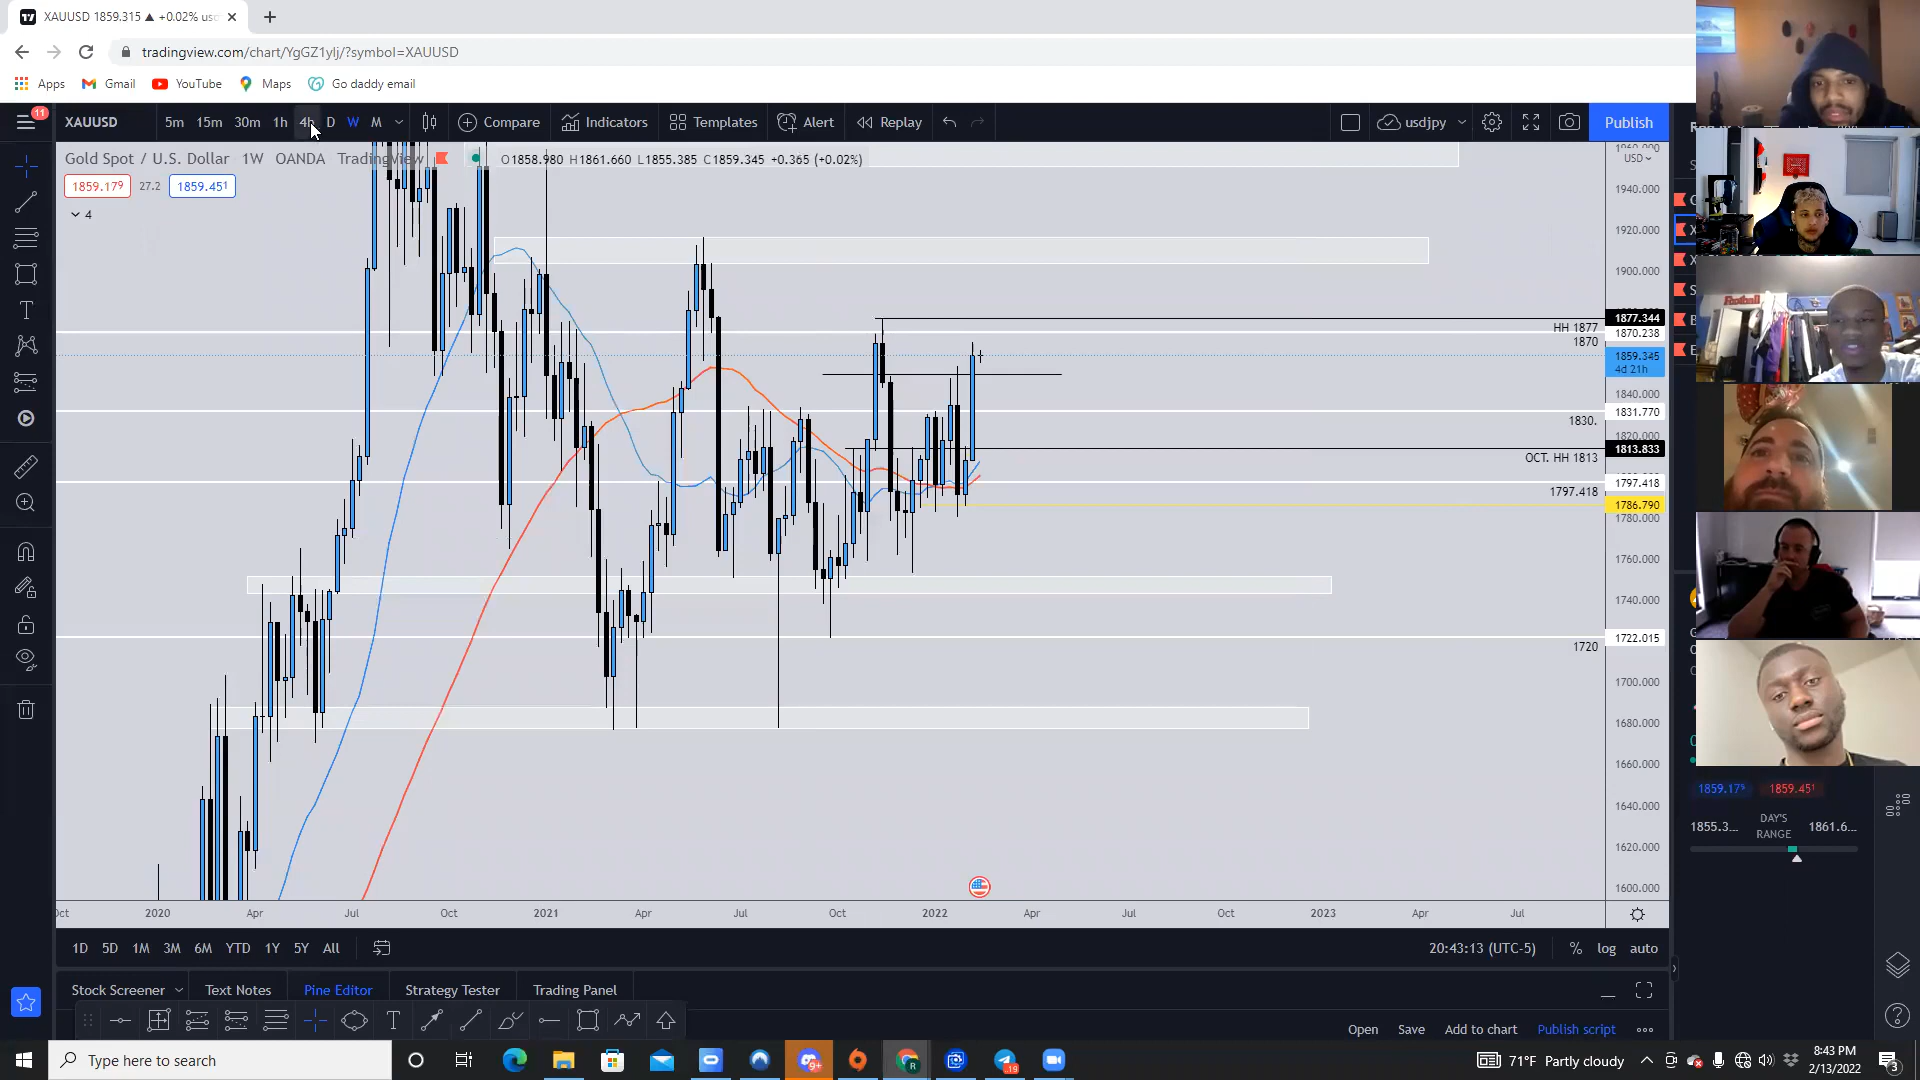 XAUUSD 1859.315 ▲ +0.02% usd
tradingview.com/chart/YgGZ1ylj/?symbol=XAUUSD
Apps Gmail YouTube Maps Go daddy email
11
XAUUSD 5m 15m 30m 1h 4h D W M Compare Indicators Templates Alert Replay usdjpy Publish
Gold Spot / U.S. Dollar 1W OANDA TradingView O1858.980 H1861.660 L1855.385 C1859.345 +0.365 (+0.02%)
USD
1859.179 27.2 1859.451
4
1940.000
1920.000
1900.000
1877.344
HH 1877
1870.238
1870
1859.345
4d 21h
1840.000
1831.770
1830.
1820.000
1813.833
OCT. HH 1813
1797.418
1797.418
1786.790
1780.000
1760.000
1740.000
1722.015
1720
1700.000
1680.000
1660.000
1640.000
1620.000
1600.000
Football
1859.179 1859.451
1855.3... DAY'S RANGE 1861.6...
Oct 2020 Apr Jul Oct 2021 Apr Jul Oct 2022 Apr Jul Oct 2023 Apr Jul
1D 5D 1M 3M 6M YTD 1Y 5Y All 20:43:13 (UTC-5) % log auto
Stock Screener Text Notes Pine Editor Strategy Tester Trading Panel
Open Save Add to chart Publish script
Type here to search 9+ 19 71°F Partly cloudy 8:43 PM
2/13/2022
3